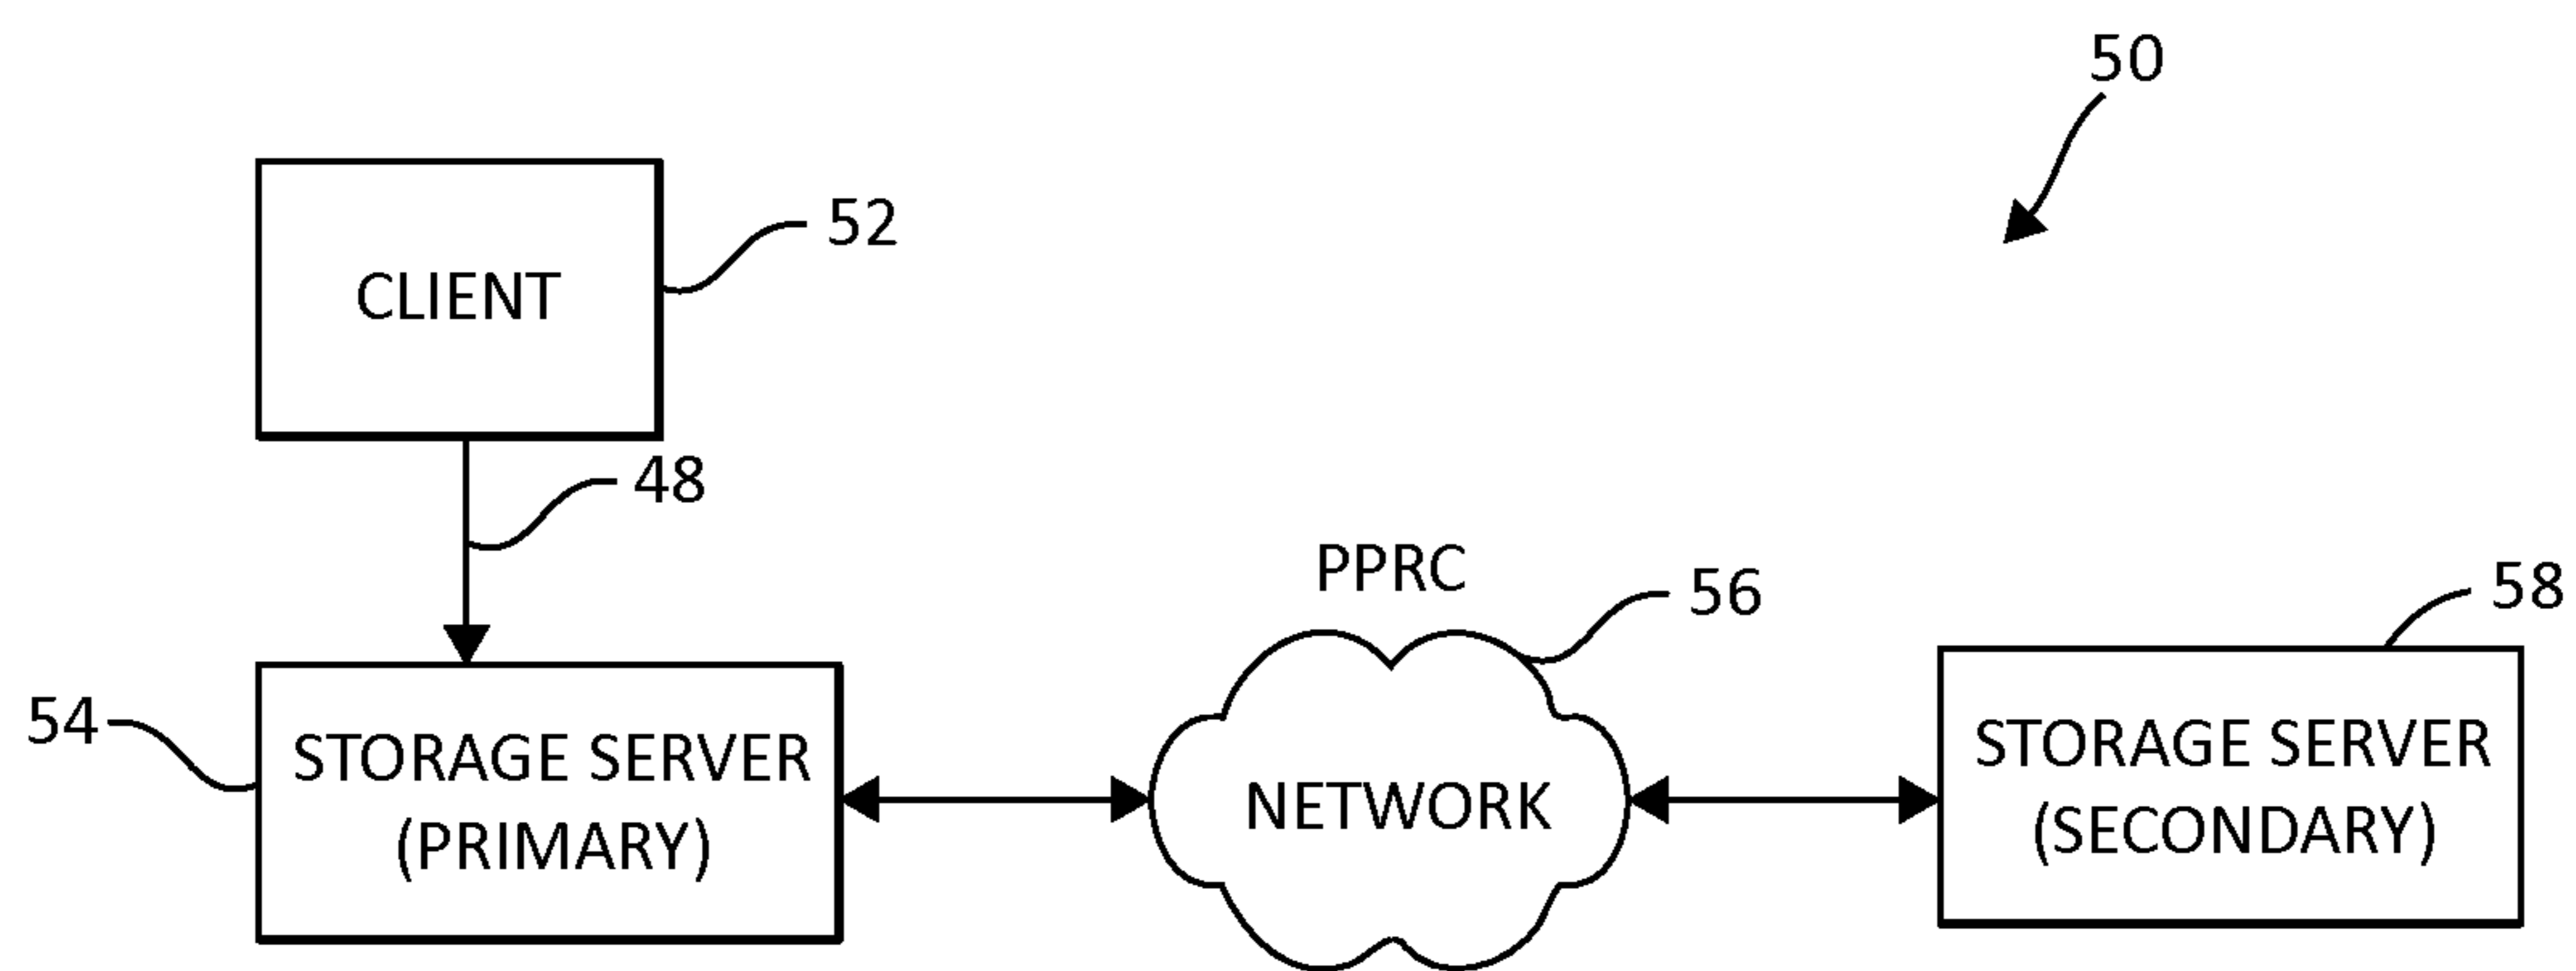 50
52
CLIENT
48
PPRC
56
58
54
STORAGE SERVER
(PRIMARY)
NETWORK
STORAGE SERVER
(SECONDARY)